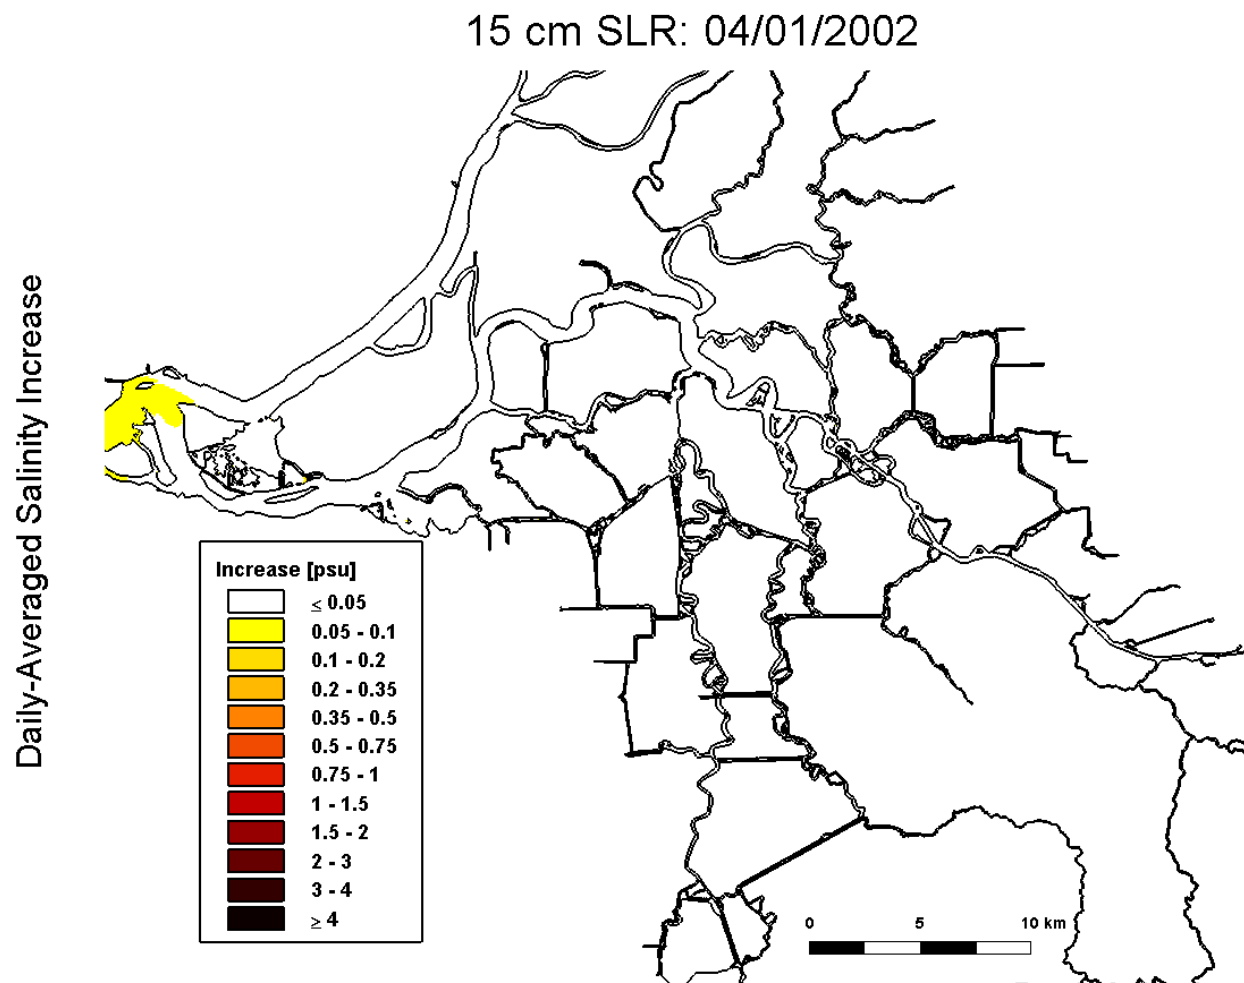 15 cm SLR: 04/01/2002
Daily-Averaged Salinity Increase
Increase [psu]
≤ 0.05
0.05 - 0.1
0.1 - 0.2
0.2 - 0.35
0.35 - 0.5
0.5 - 0.75
0.75 - 1
1 - 1.5
1.5 - 2
2 - 3
3 - 4
≥ 4
0 5 10 km